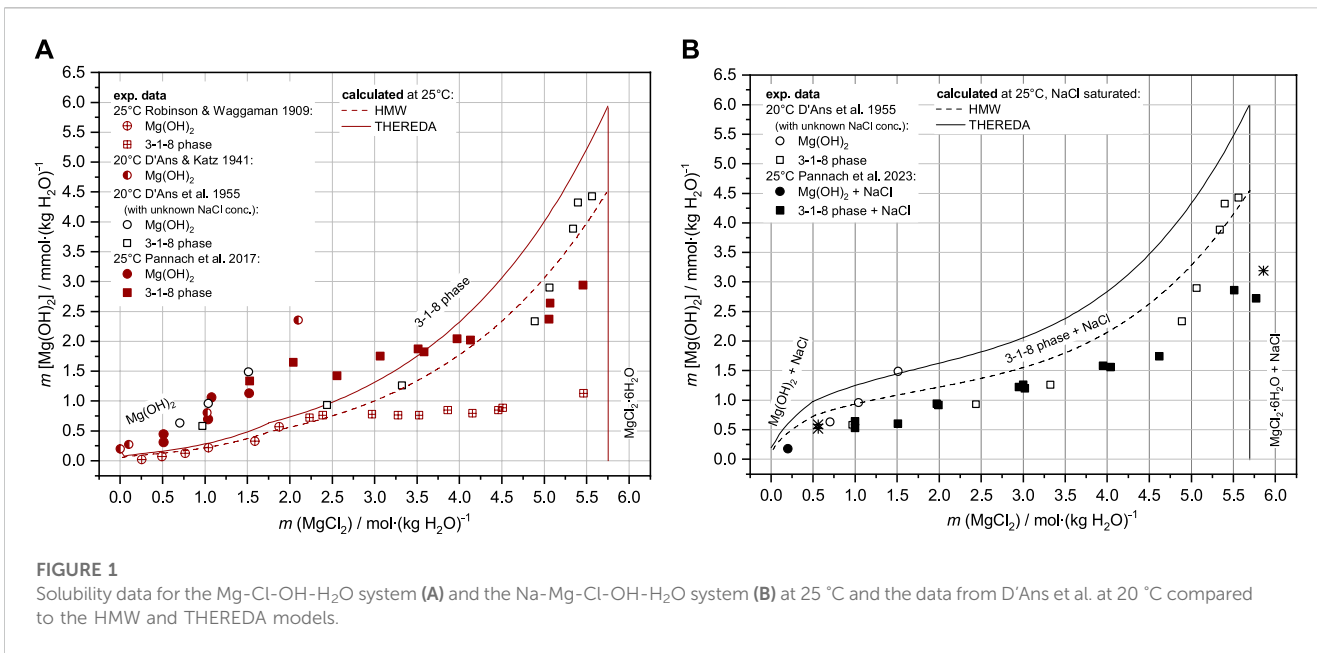 A
6.5
6.0
5.5
5.0
4.5
4.0
3.5
3.0
2.5
2.0
1.5
1.0
0.5
0.0
m [Mg(OH)₂] / mmol·(kg H₂O)⁻¹
exp. data
25°C Robinson & Waggaman 1909:
Mg(OH)₂
3-1-8 phase
20°C D'Ans & Katz 1941:
Mg(OH)₂
20°C D'Ans et al. 1955
(with unknown NaCl conc.):
Mg(OH)₂
3-1-8 phase
25°C Pannach et al. 2017:
Mg(OH)₂
3-1-8 phase
calculated at 25°C:
HMW
THEREDA
Mg(OH)₂
3-1-8 phase
MgCl₂·6H₂O
0.0 0.5 1.0 1.5 2.0 2.5 3.0 3.5 4.0 4.5 5.0 5.5 6.0
m (MgCl₂) / mol·(kg H₂O)⁻¹
B
6.5
6.0
5.5
5.0
4.5
4.0
3.5
3.0
2.5
2.0
1.5
1.0
0.5
0.0
m [Mg(OH)₂] / mmol·(kg H₂O)⁻¹
exp. data
20°C D'Ans et al. 1955
(with unknown NaCl conc.):
Mg(OH)₂
3-1-8 phase
25°C Pannach et al. 2023:
Mg(OH)₂ + NaCl
3-1-8 phase + NaCl
calculated at 25°C, NaCl saturated:
HMW
THEREDA
Mg(OH)₂ + NaCl
3-1-8 phase + NaCl
MgCl₂·6H₂O + NaCl
0.0 0.5 1.0 1.5 2.0 2.5 3.0 3.5 4.0 4.5 5.0 5.5 6.0
m (MgCl₂) / mol·(kg H₂O)⁻¹
FIGURE 1
Solubility data for the Mg-Cl-OH-H₂O system (A) and the Na-Mg-Cl-OH-H₂O system (B) at 25 °C and the data from D'Ans et al. at 20 °C compared
to the HMW and THEREDA models.